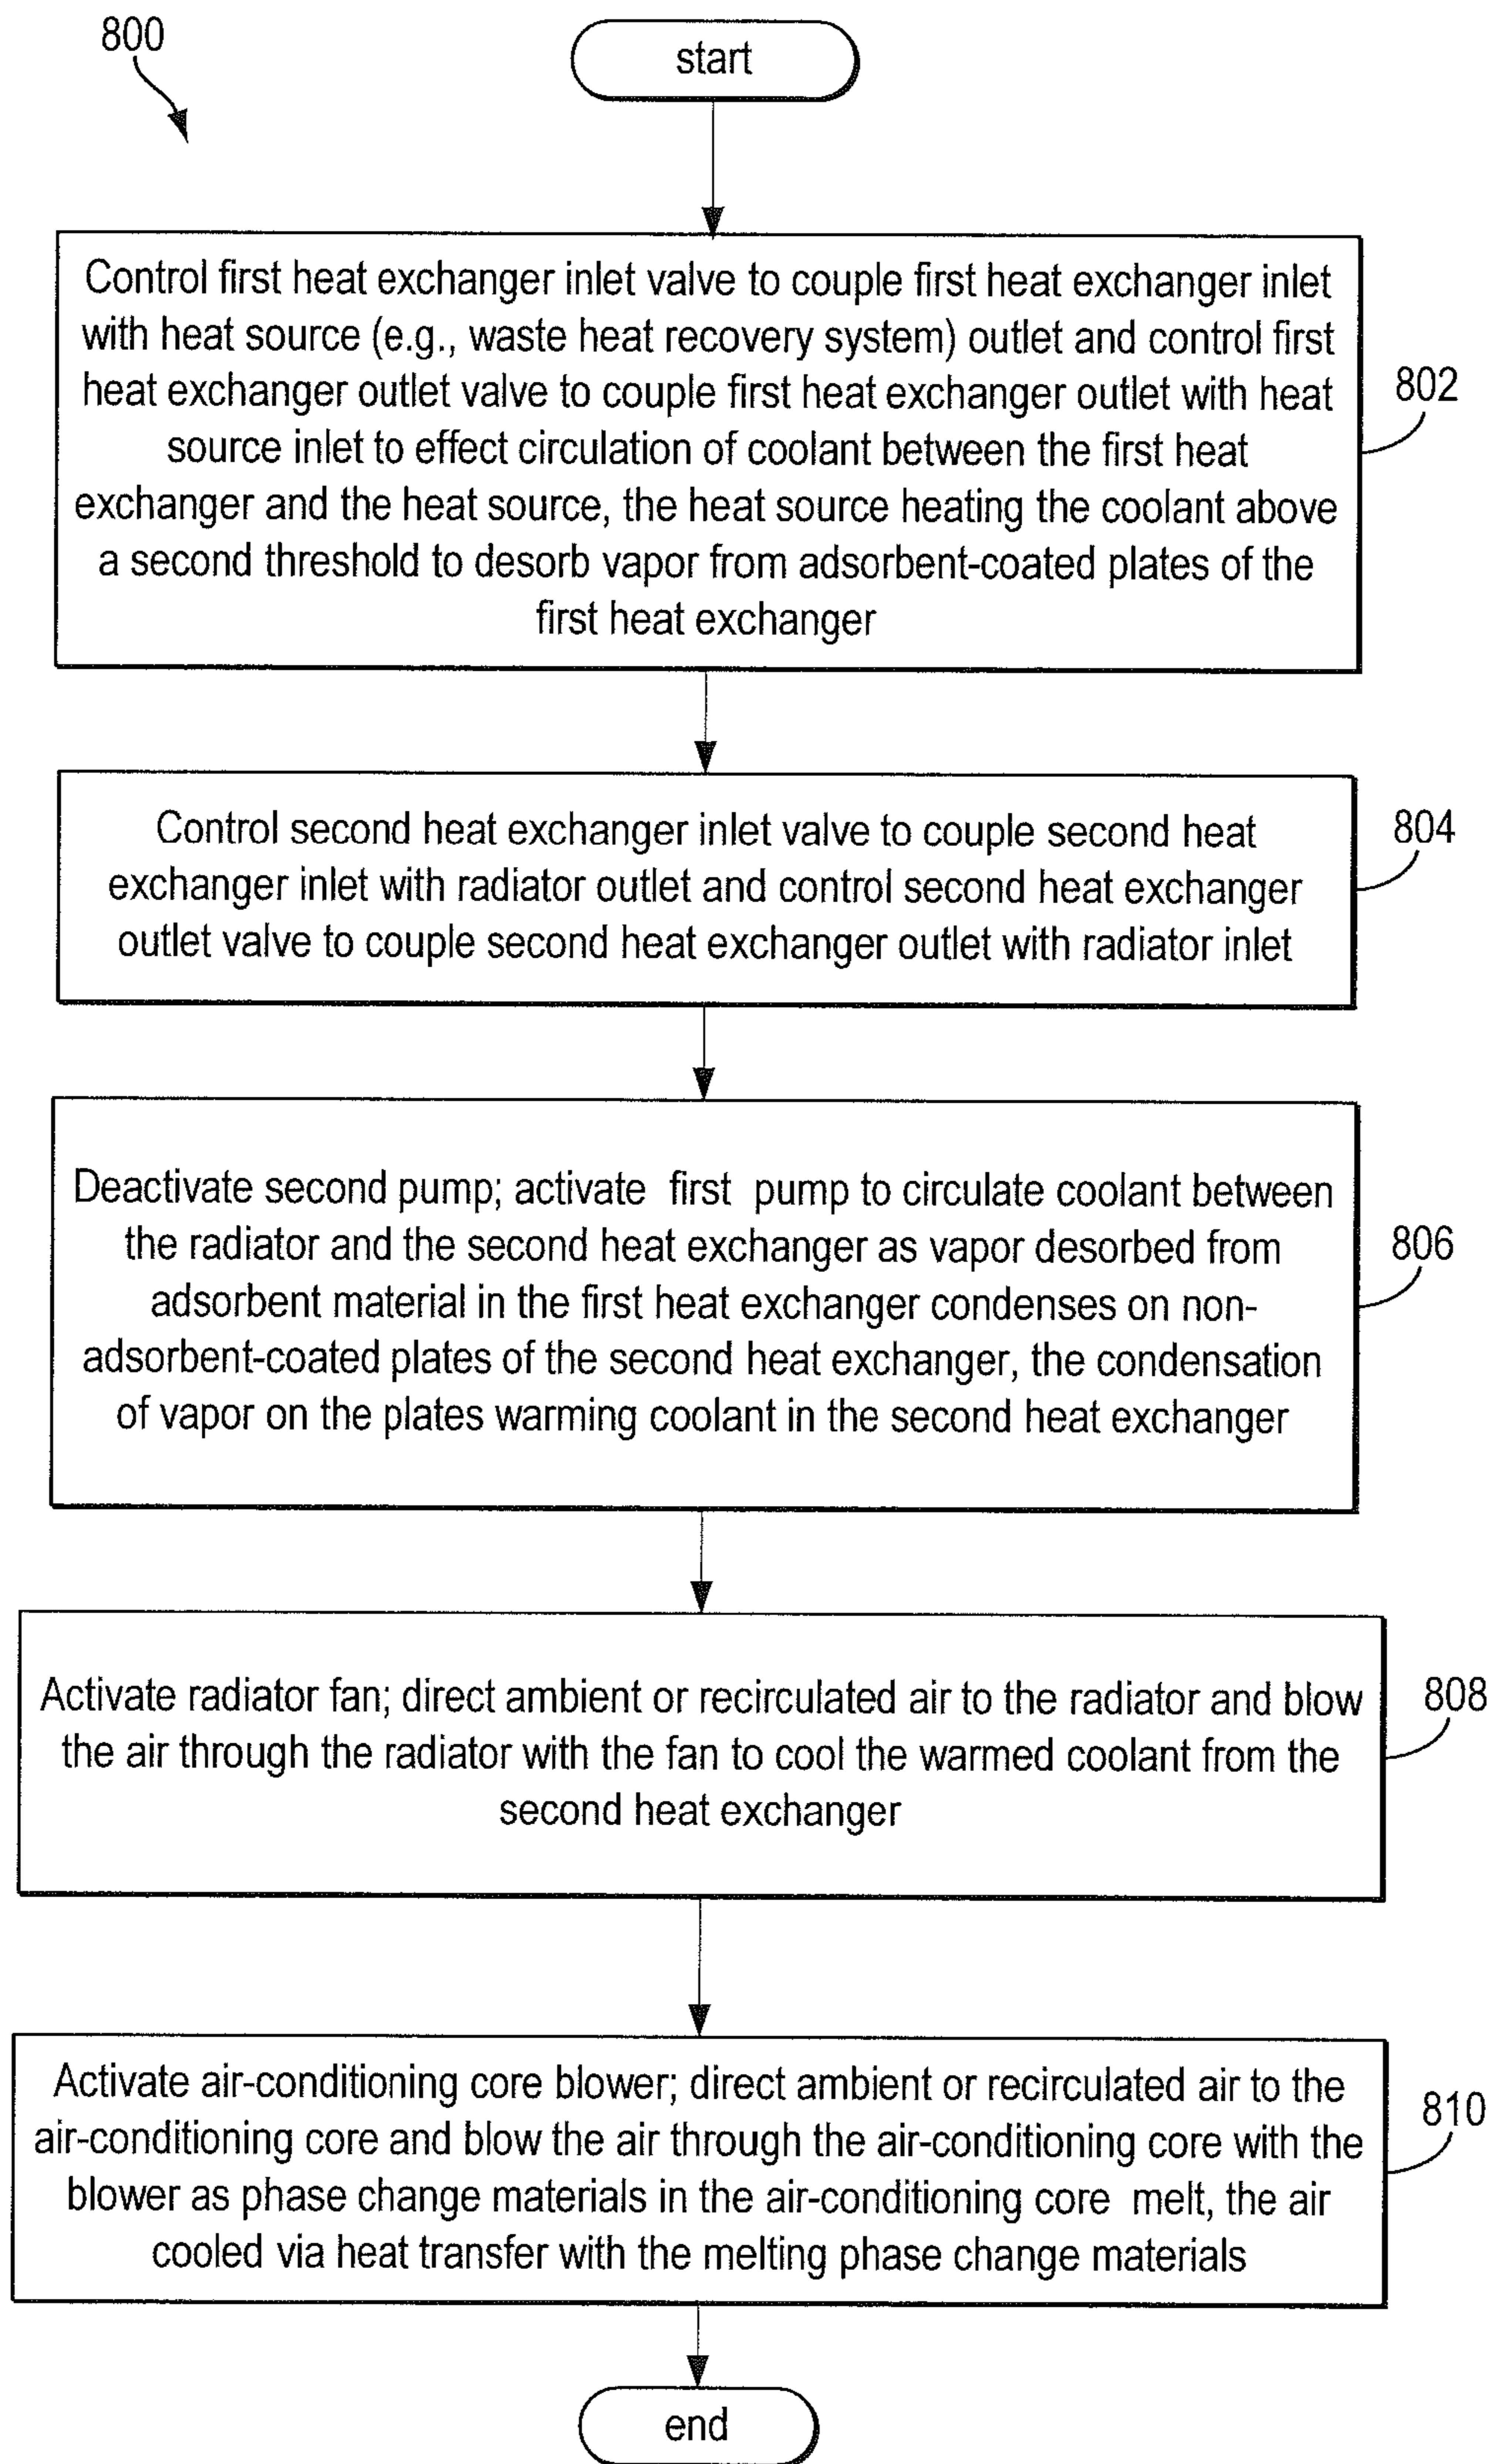 800
start
Control first heat exchanger inlet valve to couple first heat exchanger inlet
with heat source (e.g., waste heat recovery system) outlet and control first
heat exchanger outlet valve to couple first heat exchanger outlet with heat
source inlet to effect circulation of coolant between the first heat
exchanger and the heat source, the heat source heating the coolant above
a second threshold to desorb vapor from adsorbent-coated plates of the
first heat exchanger
802
Control second heat exchanger inlet valve to couple second heat
exchanger inlet with radiator outlet and control second heat exchanger
outlet valve to couple second heat exchanger outlet with radiator inlet
804
Deactivate second pump; activate first pump to circulate coolant between
the radiator and the second heat exchanger as vapor desorbed from
adsorbent material in the first heat exchanger condenses on non-
adsorbent-coated plates of the second heat exchanger, the condensation
of vapor on the plates warming coolant in the second heat exchanger
806
Activate radiator fan; direct ambient or recirculated air to the radiator and blow
the air through the radiator with the fan to cool the warmed coolant from the
second heat exchanger
808
Activate air-conditioning core blower; direct ambient or recirculated air to the
air-conditioning core and blow the air through the air-conditioning core with the
blower as phase change materials in the air-conditioning core melt, the air
cooled via heat transfer with the melting phase change materials
810
end